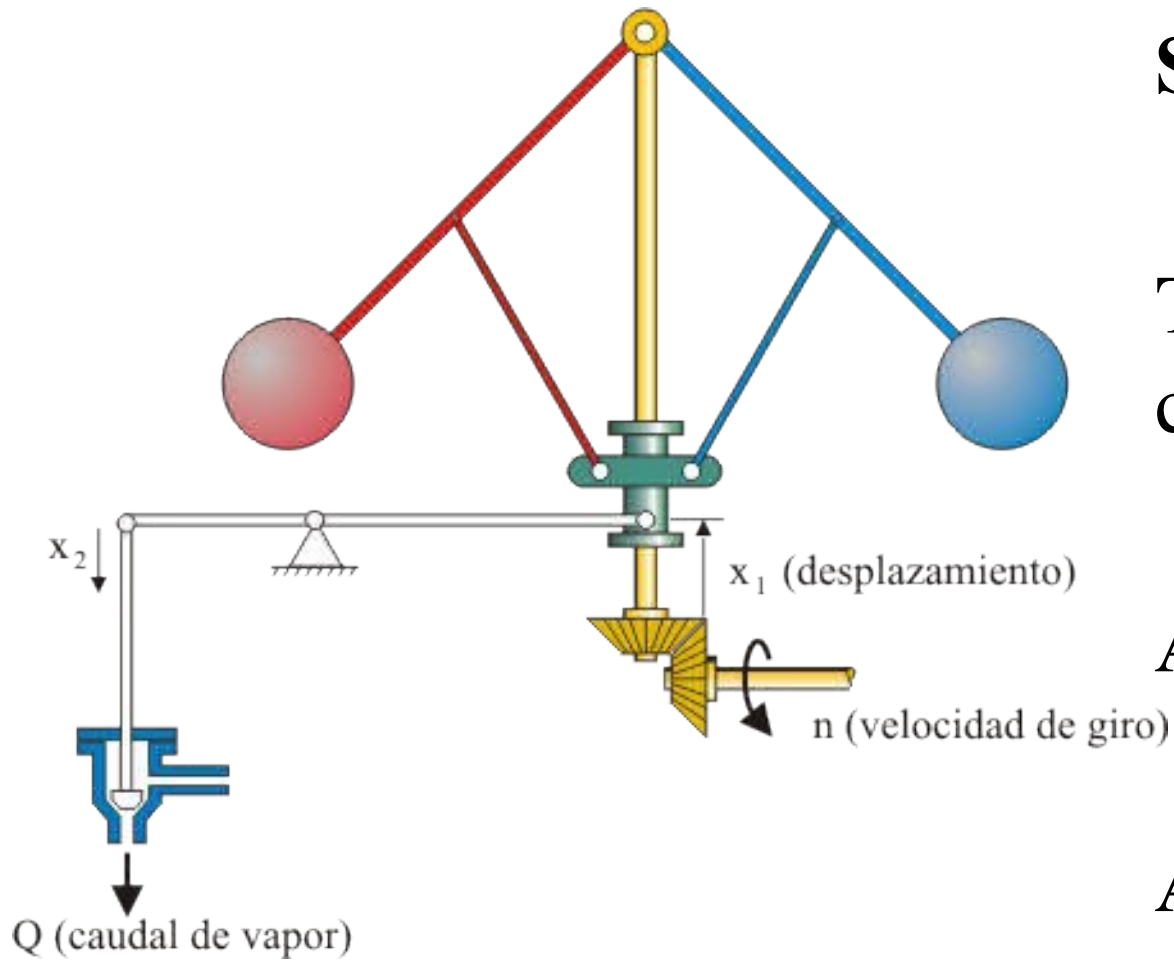 S
T
x₂
x₁ (desplazamiento)
A
n (velocidad de giro)
A
Q (caudal de vapor)